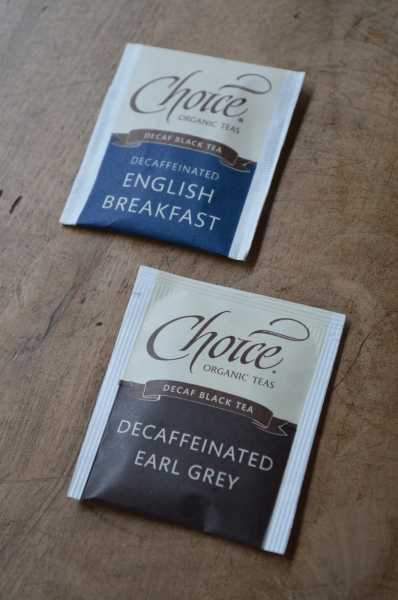 Choice®
ORGANIC TEAS
DECAF BLACK TEA
DECAFFEINATED
ENGLISH
BREAKFAST
Choice®
ORGANIC TEAS
DECAF BLACK TEA
DECAFFEINATED
EARL GREY